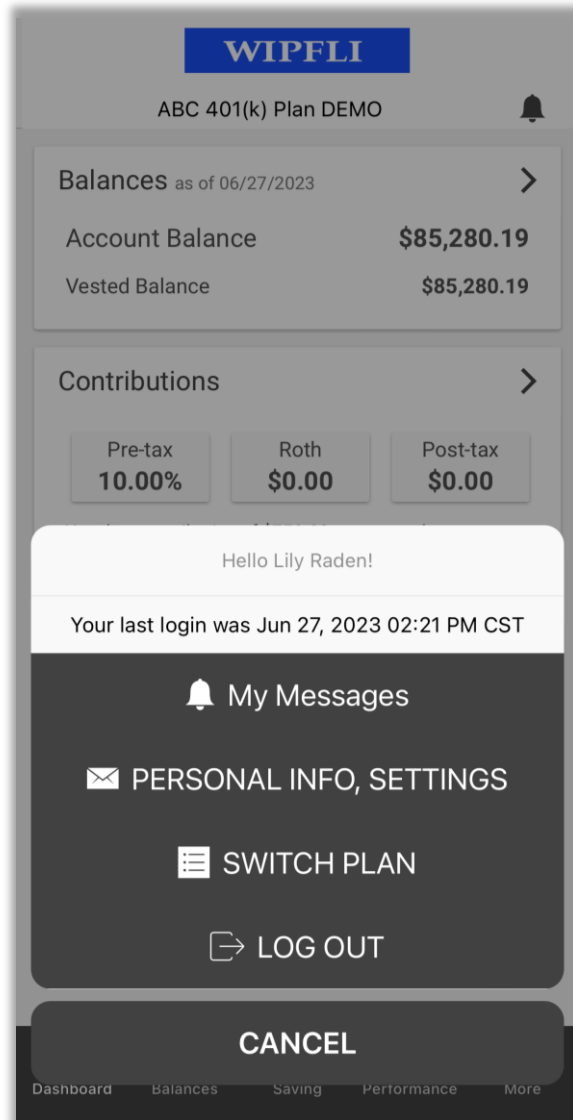 WIPFLI
ABC 401(k) Plan DEMO
Balances as of 06/27/2023
Account Balance $85,280.19
Vested Balance $85,280.19
Contributions
Pre-tax Roth Post-tax
10.00% $0.00 $0.00
Hello Lily Raden!
Your last login was Jun 27, 2023 02:21 PM CST
My Messages
PERSONAL INFO, SETTINGS
SWITCH PLAN
LOG OUT
CANCEL
Dashboard Balances Saving Performance More